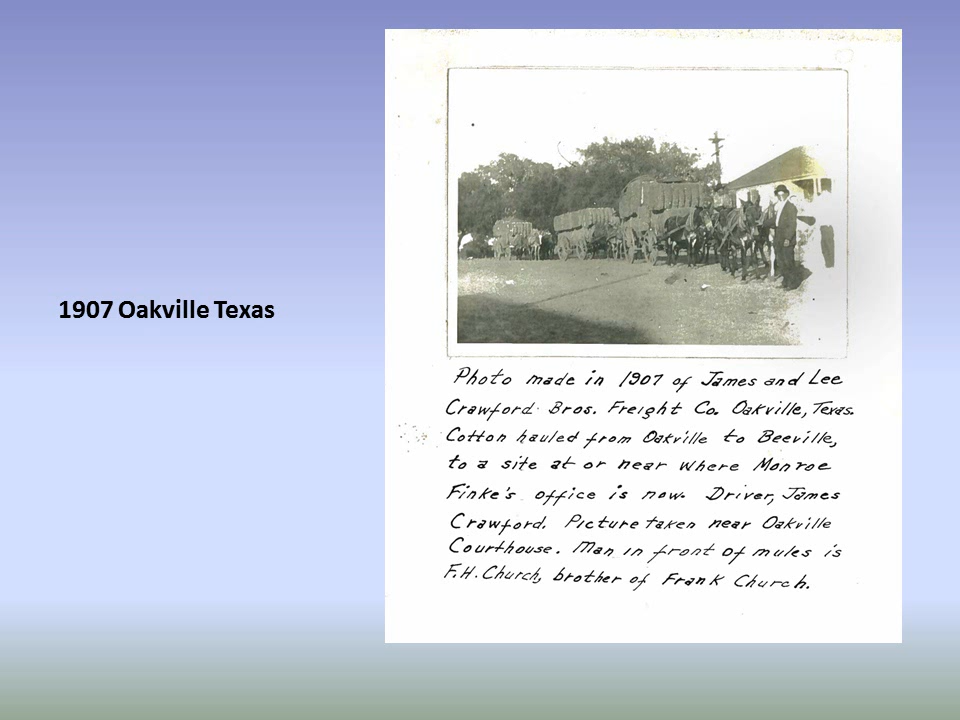 1907 Oakville Texas
Photo made in 1907 of James and Lee
Crawford Bros. Freight Co. Oakville, Texas.
Cotton hauled from Oakville to Beeville,
to a site at or near where Monroe
Finke's office is now. Driver, James
Crawford. Picture taken near Oakville
Courthouse. Man in front of mules is
F.H. Church, brother of Frank Church.